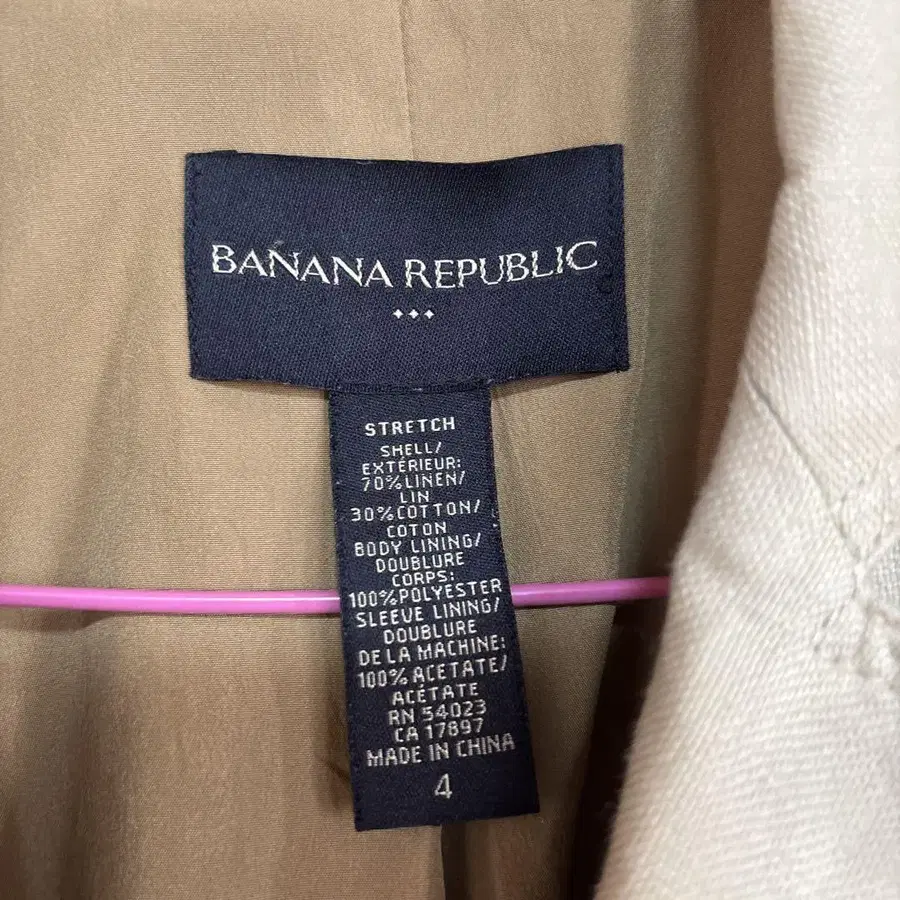 BANANA REPUBLIC
STRETCH
SHELL/
EXTÉRIEUR:
70%LINEN/
LIN
30%COTTON/
COTON
BODY LINING/
DOUBLURE
CORPS:
100%POLYESTER
SLEEVE LINING/
DOUBLURE
DE LA MACHINE:
100% ACETATE/
ACÉTATE
RN 54023
CA 17897
MADE IN CHINA
4